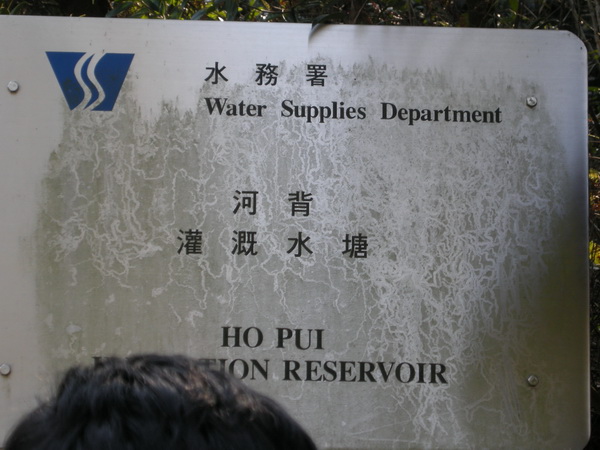 水務署
Water Supplies Department
河背
灌溉水塘
HO PUI
RESERVOIR